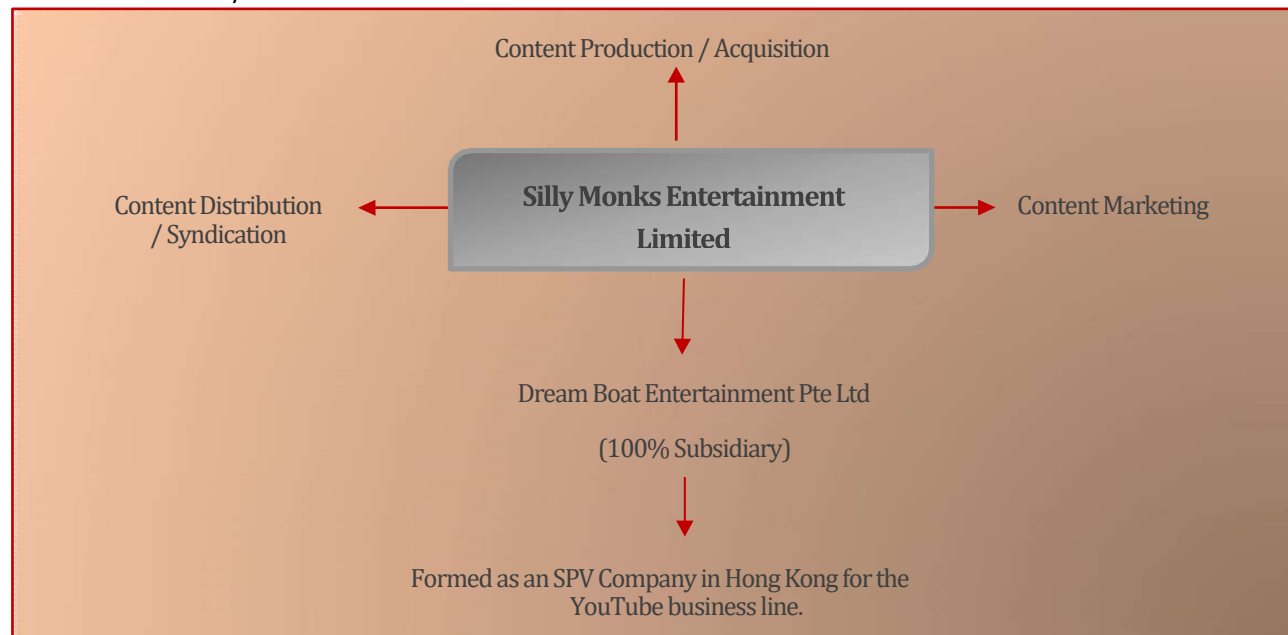 Content Production / Acquisition
Silly Monks Entertainment
Limited
Content Distribution
/ Syndication
Content Marketing
Dream Boat Entertainment Pte Ltd
(100% Subsidiary)
Formed as an SPV Company in Hong Kong for the
YouTube business line.